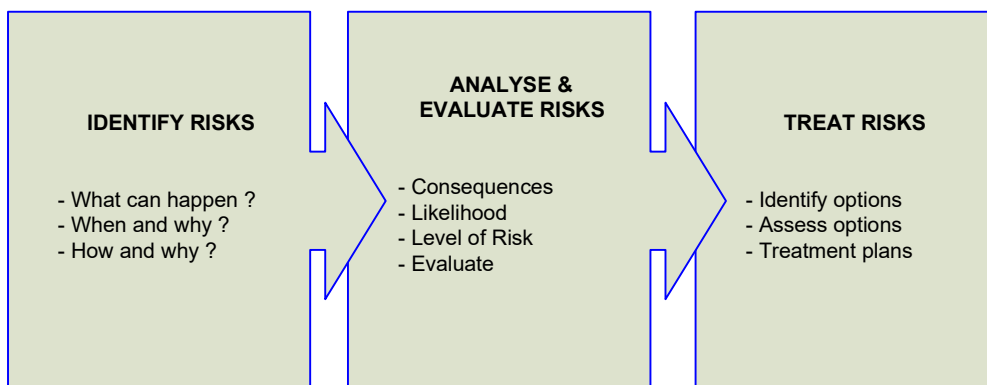 IDENTIFY RISKS
- What can happen ?
- When and why ?
- How and why ?
ANALYSE &
EVALUATE RISKS
- Consequences
- Likelihood
- Level of Risk
- Evaluate
TREAT RISKS
- Identify options
- Assess options
- Treatment plans